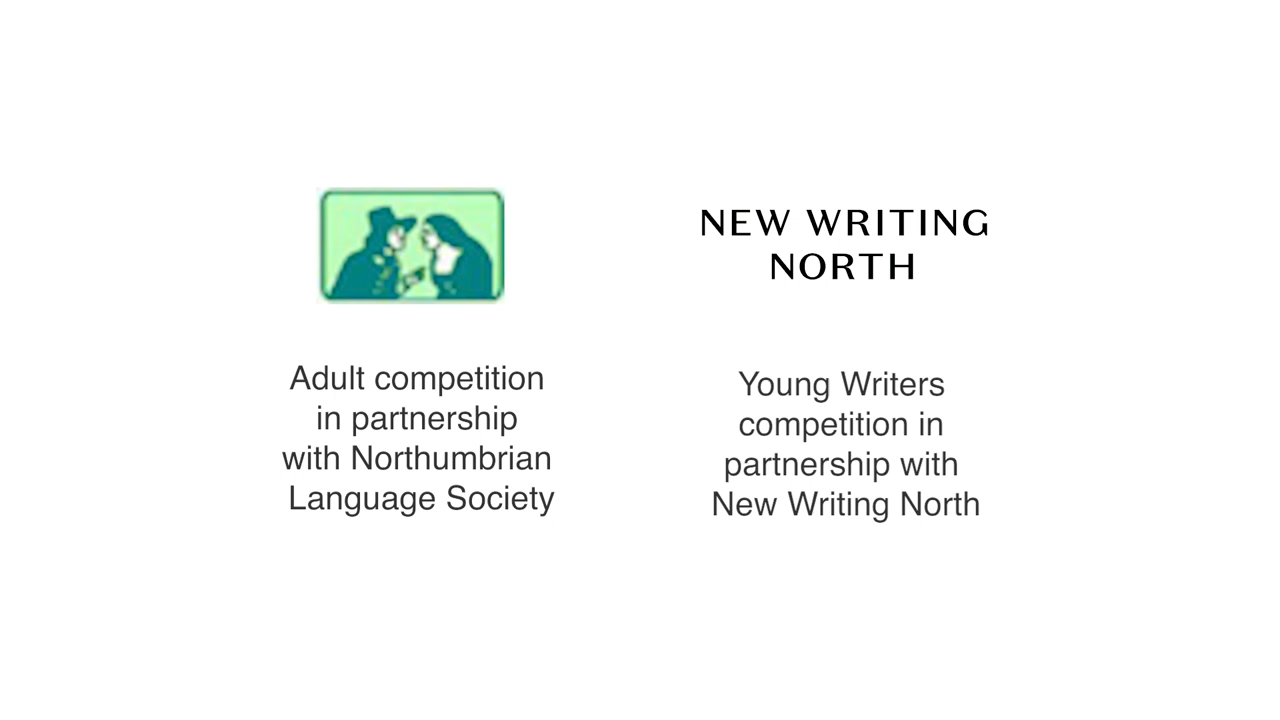 Adult competition
in partnership
with Northumbrian
Language Society
NEW WRITING
NORTH
Young Writers
competition in
partnership with
New Writing North